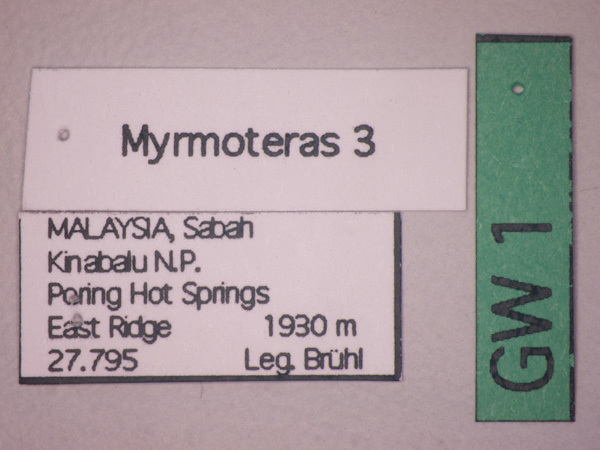 Myrmoteras 3
MALAYSIA, Sabah
Kinabalu N.P.
Poring Hot Springs
East Ridge 1930 m
27.795 Leg. Brühl
GW 1